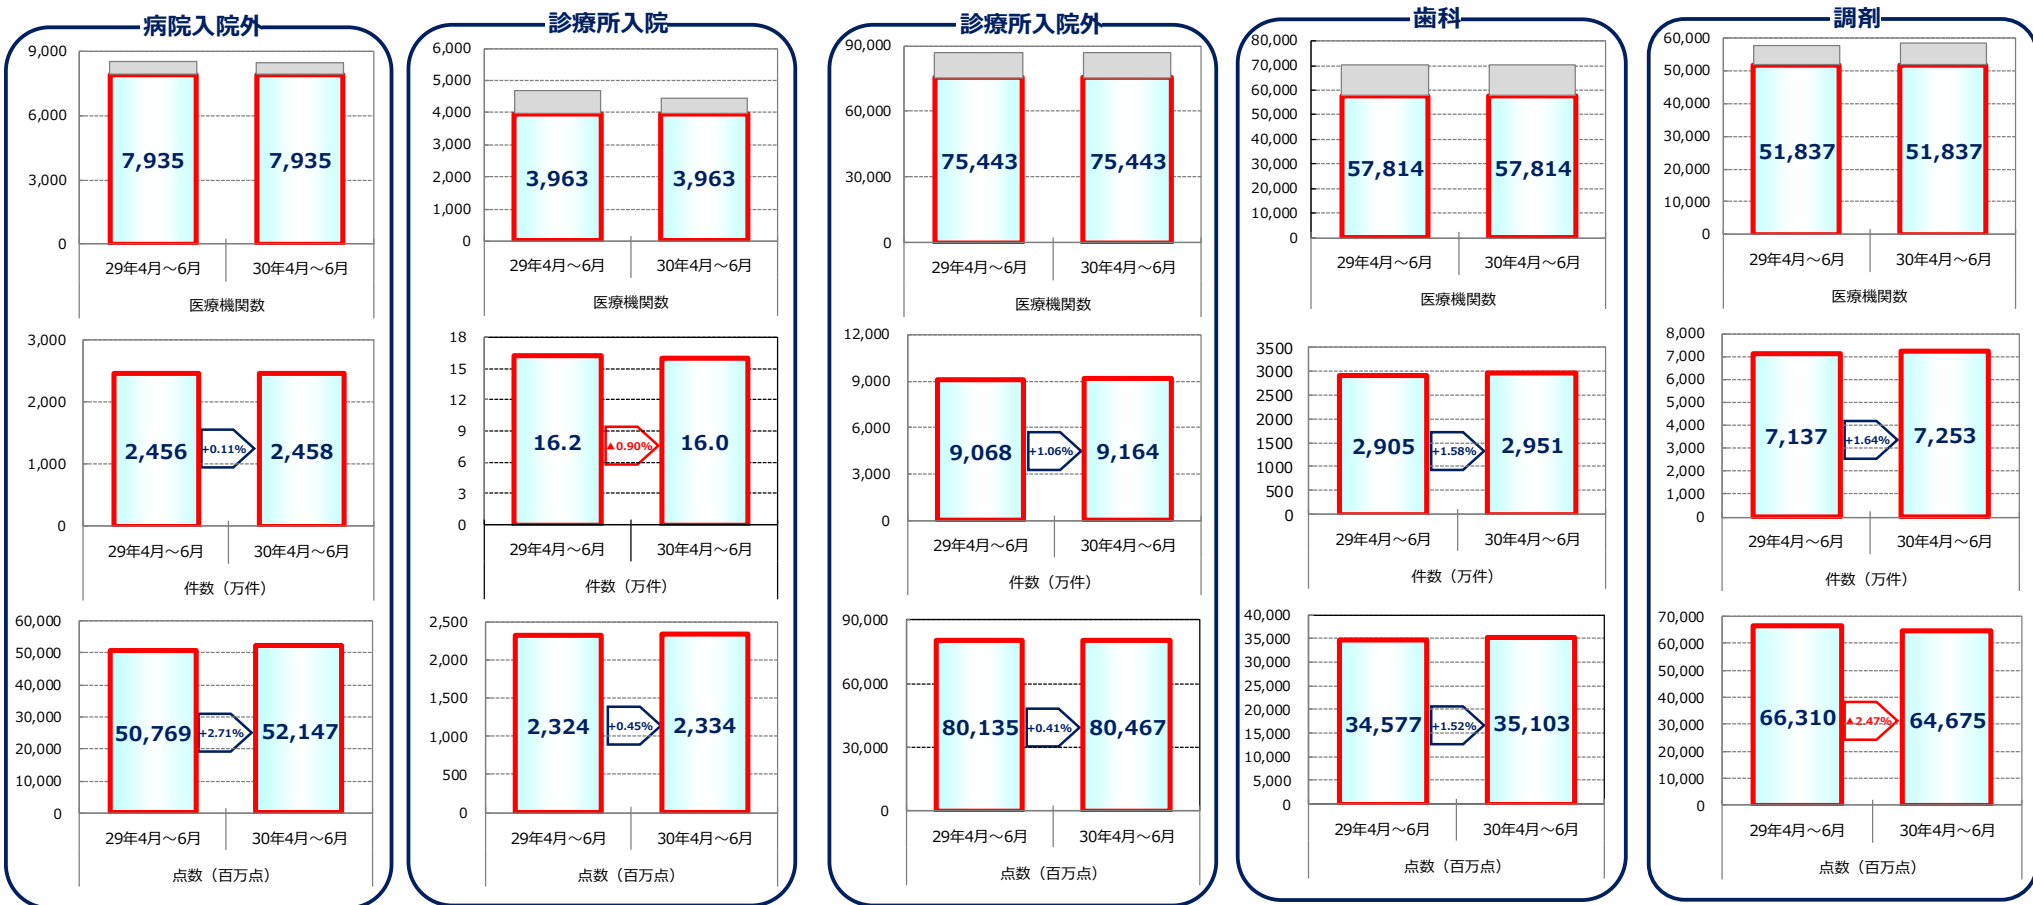 病院入院外
9,000
6,000
3,000
0
7,935
7,935
29年4月～6月
30年4月～6月
医療機関数
3,000
2,000
1,000
0
2,456
+0.11%
2,458
29年4月～6月
30年4月～6月
件数（万件）
60,000
50,000
40,000
30,000
20,000
10,000
0
50,769
+2.71%
52,147
29年4月～6月
30年4月～6月
点数（百万点）
診療所入院
6,000
5,000
4,000
3,000
2,000
1,000
0
3,963
3,963
29年4月～6月
30年4月～6月
医療機関数
18
15
12
9
6
3
0
16.2
▲0.90%
16.0
29年4月～6月
30年4月～6月
件数（万件）
2,500
2,000
1,500
1,000
500
0
2,324
+0.45%
2,334
29年4月～6月
30年4月～6月
点数（百万点）
診療所入院外
90,000
60,000
30,000
0
75,443
75,443
29年4月～6月
30年4月～6月
医療機関数
12,000
9,000
6,000
3,000
0
9,068
+1.06%
9,164
29年4月～6月
30年4月～6月
件数（万件）
90,000
60,000
30,000
0
80,135
+0.41%
80,467
29年4月～6月
30年4月～6月
点数（百万点）
歯科
80,000
70,000
60,000
50,000
40,000
30,000
20,000
10,000
0
57,814
57,814
29年4月～6月
30年4月～6月
医療機関数
3500
3000
2500
2000
1500
1000
500
0
2,905
+1.58%
2,951
29年4月～6月
30年4月～6月
件数（万件）
40,000
35,000
30,000
25,000
20,000
15,000
10,000
5,000
0
34,577
+1.52%
35,103
29年4月～6月
30年4月～6月
点数（百万点）
調剤
60,000
50,000
40,000
30,000
20,000
10,000
0
51,837
51,837
29年4月～6月
30年4月～6月
医療機関数
8,000
7,000
6,000
5,000
4,000
3,000
2,000
1,000
0
7,137
+1.64%
7,253
29年4月～6月
30年4月～6月
件数（万件）
70,000
60,000
50,000
40,000
30,000
20,000
10,000
0
66,310
▲2.47%
64,675
29年4月～6月
30年4月～6月
点数（百万点）